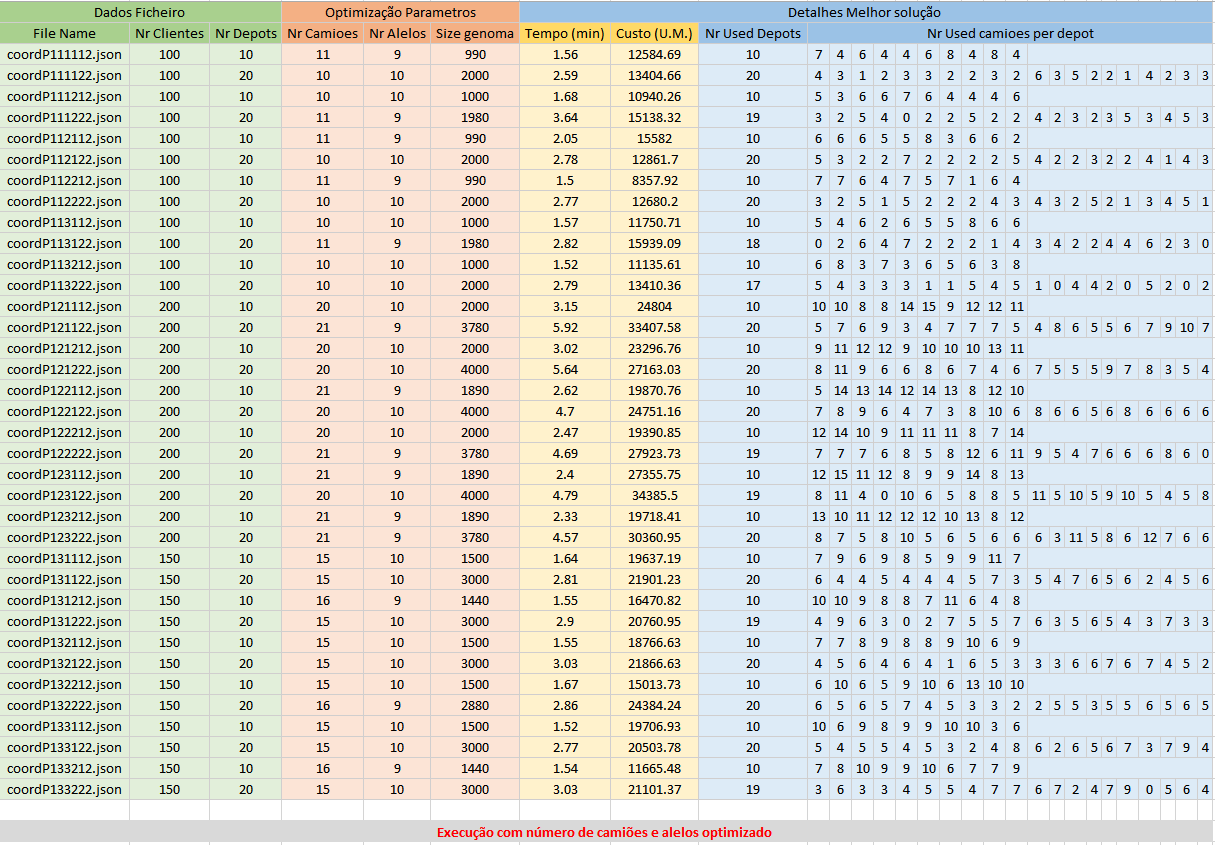 Dados Ficheiro Optimização Parametros Detalhes Melhor solução
File Name Nr Clientes Nr Depots Nr Camioes Nr Alelos Size genoma Tempo (min) Custo (U.M.) Nr Used Depots Nr Used camioes per depot
coordP111112.json 100 10 11 9 990 1.56 12584.69 10 7 4 6 4 4 6 8 4 8 4
coordP111122.json 100 20 10 10 2000 2.59 13404.66 20 4 3 1 2 3 3 2 2 3 2 6 3 5 2 2 1 4 2 3 3
coordP111212.json 100 10 10 10 1000 1.68 10940.26 10 5 3 6 6 7 6 4 4 4 6
coordP111222.json 100 20 11 9 1980 3.64 15138.32 19 3 2 5 4 0 2 2 5 2 2 4 2 3 2 3 5 3 4 5 3
coordP112112.json 100 10 11 9 990 2.05 15582 10 6 6 6 5 5 8 3 6 6 2
coordP112122.json 100 20 10 10 2000 2.78 12861.7 20 5 3 2 2 7 2 2 2 2 5 4 2 2 3 2 2 4 1 4 3
coordP112212.json 100 10 11 9 990 1.5 8357.92 10 7 7 6 4 7 5 7 1 6 4
coordP112222.json 100 20 10 10 2000 2.77 12680.2 20 3 2 5 1 5 2 2 2 4 3 4 3 2 5 2 1 3 4 5 1
coordP113112.json 100 10 10 10 1000 1.57 11750.71 10 5 4 6 2 6 5 5 8 6 6
coordP113122.json 100 20 11 9 1980 2.82 15939.09 18 0 2 6 4 7 2 2 2 1 4 3 4 2 2 4 4 6 2 3 0
coordP113212.json 100 10 10 10 1000 1.52 11135.61 10 6 8 3 7 3 6 5 6 3 8
coordP113222.json 100 20 10 10 2000 2.79 13410.36 17 5 4 3 3 3 1 1 5 4 5 1 0 4 4 2 0 5 2 0 2
coordP121112.json 200 10 20 10 2000 3.15 24804 10 10 10 8 8 14 15 9 12 12 11
coordP121122.json 200 20 21 9 3780 5.92 33407.58 20 5 7 6 9 3 4 7 7 7 5 4 8 6 5 5 6 7 9 10 7
coordP121212.json 200 10 20 10 2000 3.02 23296.76 10 9 11 12 12 9 10 10 10 13 11
coordP121222.json 200 20 20 10 4000 5.64 27163.03 20 8 11 9 6 6 8 6 7 4 6 7 5 5 5 9 7 8 3 5 4
coordP122112.json 200 10 21 9 1890 2.62 19870.76 10 5 14 13 14 12 14 13 8 12 10
coordP122122.json 200 20 20 10 4000 4.7 24751.16 20 7 8 9 6 4 7 3 8 10 6 8 6 6 5 6 8 6 6 6 6
coordP122212.json 200 10 20 10 2000 2.47 19390.85 10 12 14 10 9 11 11 11 8 7 14
coordP122222.json 200 20 21 9 3780 4.69 27923.73 19 7 7 7 6 8 5 8 12 6 11 9 5 4 7 6 6 6 8 6 0
coordP123112.json 200 10 21 9 1890 2.4 27355.75 10 12 15 11 12 8 9 9 14 8 13
coordP123122.json 200 20 20 10 4000 4.79 34385.5 19 8 11 4 0 10 6 5 8 8 5 11 5 10 5 9 10 5 4 5 8
coordP123212.json 200 10 21 9 1890 2.33 19718.41 10 13 10 11 12 12 12 10 13 8 12
coordP123222.json 200 20 21 9 3780 4.57 30360.95 20 8 7 5 8 10 5 6 5 6 6 6 3 11 5 8 6 12 7 6 6
coordP131112.json 150 10 15 10 1500 1.64 19637.19 10 7 9 6 9 8 5 9 9 11 7
coordP131122.json 150 20 15 10 3000 2.81 21901.23 20 6 4 4 5 4 4 4 5 7 3 5 4 7 6 5 6 2 4 5 6
coordP131212.json 150 10 16 9 1440 1.55 16470.82 10 10 10 9 8 8 7 11 6 4 8
coordP131222.json 150 20 15 10 3000 2.9 20760.95 19 4 9 6 3 0 2 7 5 5 7 6 3 5 6 5 4 3 7 3 3
coordP132112.json 150 10 15 10 1500 1.55 18766.63 10 7 7 8 9 8 8 9 10 6 9
coordP132122.json 150 20 15 10 3000 3.03 21866.63 20 4 5 6 4 6 4 1 6 5 3 3 3 6 6 7 6 7 4 5 2
coordP132212.json 150 10 15 10 1500 1.67 15013.73 10 6 10 6 5 9 10 6 13 10 10
coordP132222.json 150 20 16 9 2880 2.86 24384.24 20 6 5 6 5 7 4 5 3 3 2 2 5 5 3 5 5 6 5 6 5
coordP133112.json 150 10 15 10 1500 1.52 19706.93 10 10 6 9 8 9 9 10 10 3 6
coordP133122.json 150 20 15 10 3000 2.77 20503.78 20 5 4 5 5 4 5 3 2 4 8 6 2 6 5 6 7 3 7 9 4
coordP133212.json 150 10 16 9 1440 1.54 11665.48 10 7 8 10 9 9 10 6 7 7 9
coordP133222.json 150 20 15 10 3000 3.03 21101.37 19 3 6 3 3 4 5 5 4 7 7 6 7 2 4 7 9 0 5 6 4
Execução com número de camiões e alelos optimizado